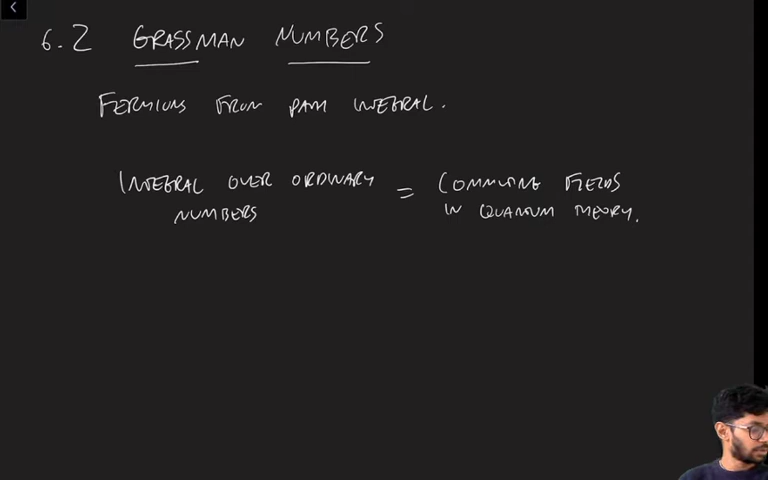 6.2 GRASSMAN NUMBERS
FERMIONS FROM PATH INTEGRAL.
INTEGRAL OVER ORDINARY NUMBERS = COMMUTING FIELDS IN QUANTUM THEORY.